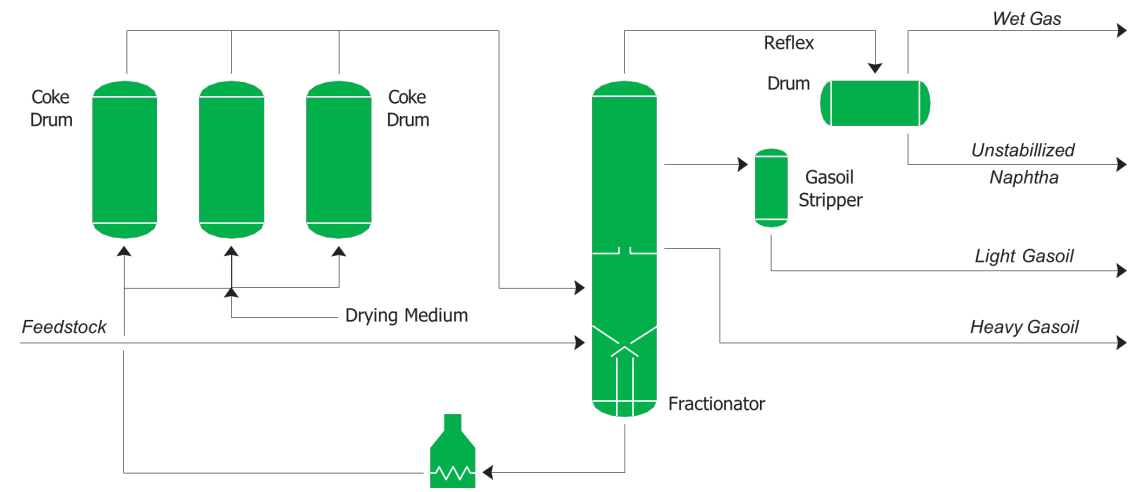 Wet Gas
Reflex
Drum
Coke
Drum
Coke
Drum
Unstabillized
Naphtha
Gasoil
Stripper
Light Gasoil
Drying Medium
Feedstock
Heavy Gasoil
Fractionator